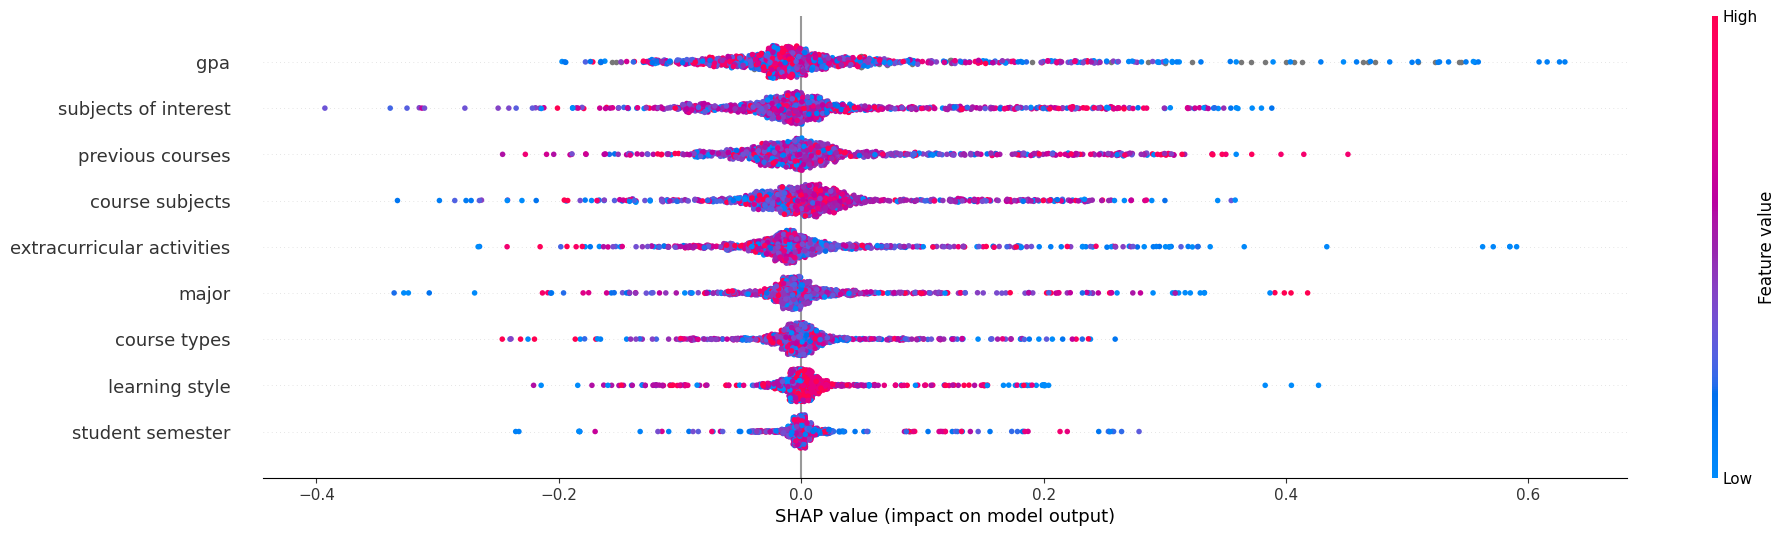 High
gpa
subjects of interest
previous courses
course subjects
extracurricular activities
major
course types
learning style
student semester
Feature value
Low
−0.4 −0.2 0.0 0.2 0.4 0.6
SHAP value (impact on model output)